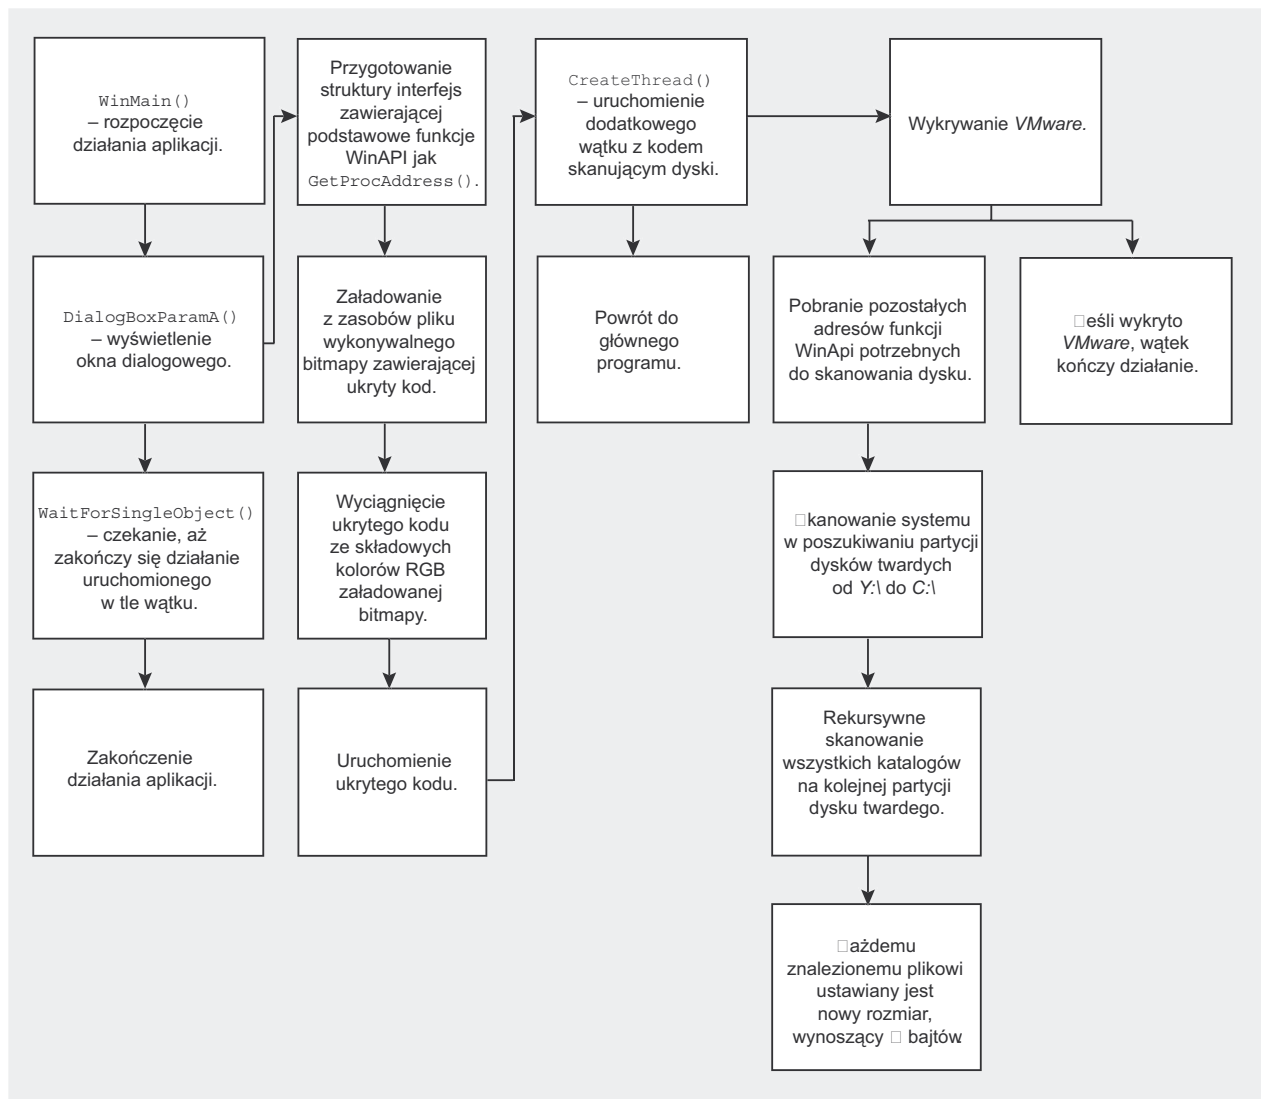 WinMain()
– rozpoczęcie
działania aplikacji.
DialogBoxParamA()
– wyświetlenie
okna dialogowego.
WaitForSingleObject()
– czekanie, aż
zakończy się działanie
uruchomionego
w tle wątku.
Zakończenie
działania aplikacji.
Przygotowanie
struktury interfejs
zawierającej
podstawowe funkcje
WinAPI jak
GetProcAddress().
Załadowanie
z zasobów pliku
wykonywalnego
bitmapy zawierającej
ukryty kod.
Wyciągnięcie
ukrytego kodu
ze składowych
kolorów RGB
załadowanej
bitmapy.
Uruchomienie
ukrytego kodu.
CreateThread()
– uruchomienie
dodatkowego
wątku z kodem
skanującym dyski.
Powrót do
głównego
programu.
Wykrywanie VMware.
Pobranie pozostałych
adresów funkcji
WinApi potrzebnych
do skanowania dysku.
□eśli wykryto
VMware, wątek
kończy działanie.
□kanowanie systemu
w poszukiwaniu partycji
dysków twardych
od Y:\ do C:\
Rekursywne
skanowanie
wszystkich katalogów
na kolejnej partycji
dysku twardego.
□ażdemu
znalezionemu plikowi
ustawiany jest
nowy rozmiar,
wynoszący □ bajtów.